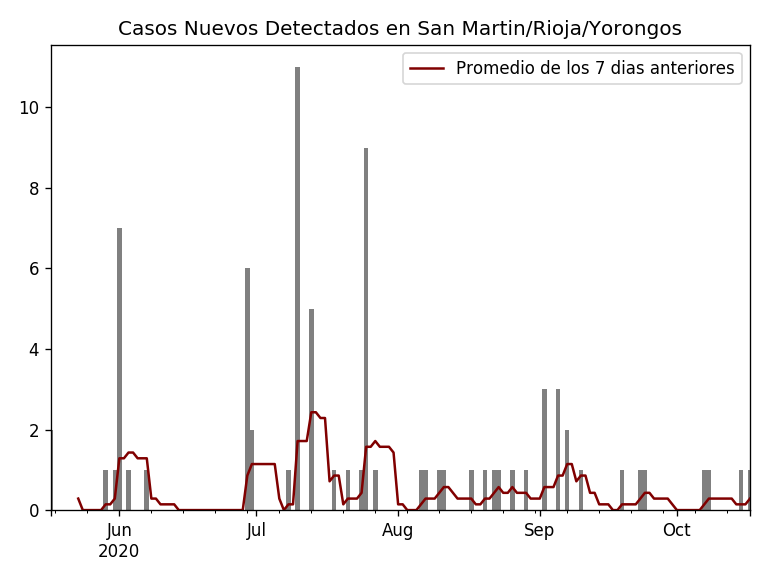 Casos Nuevos Detectados en San Martin/Rioja/Yorongos
Promedio de los 7 dias anteriores
10
8
6
4
2
0
Jun Jul Aug Sep Oct
2020